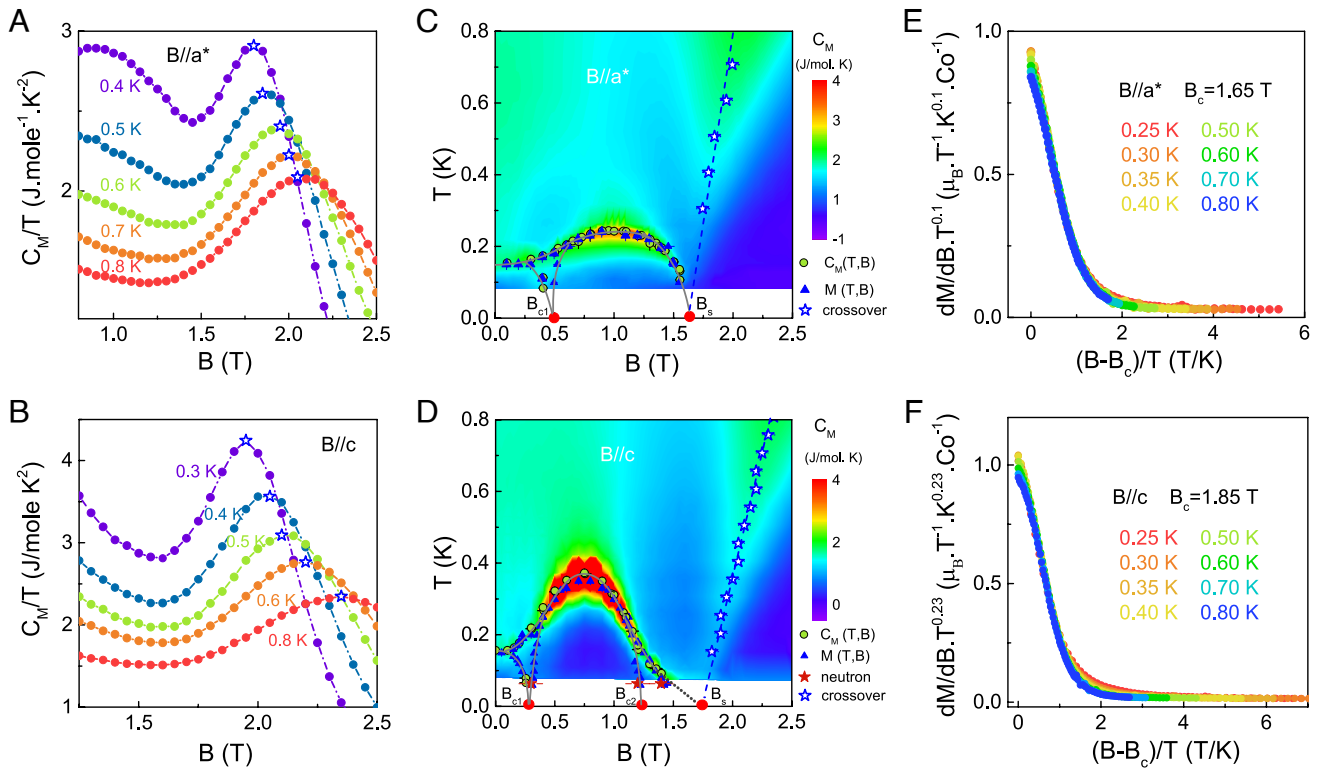 A
3
2
C_M/T (J.mole⁻¹.K⁻²)
B//a*
0.4 K
0.5 K
0.6 K
0.7 K
0.8 K
1.0 1.5 2.0 2.5
B (T)
B
4
3
2
1
C_M/T (J/mole K²)
B//c
0.3 K
0.4 K
0.5 K
0.6 K
0.8 K
1.5 2.0 2.5
B (T)
C
0.8
0.6
0.4
0.2
0.0
T (K)
B//a*
B_c1
B_s
0.0 0.5 1.0 1.5 2.0 2.5
B (T)
C_M
(J/mol. K)
4
3
2
1
0
-1
C_M(T,B)
M (T,B)
crossover
D
0.8
0.6
0.4
0.2
0.0
T (K)
B//c
B_c1
B_c2
B_s
0.0 0.5 1.0 1.5 2.0
B (T)
C_M
(J/mol. K)
4
2
0
C_M (T,B)
M (T,B)
neutron
crossover
E
1.0
0.5
0.0
dM/dB.T^0.1 (μ_B.T⁻¹.K^0.1.Co⁻¹)
B//a* B_c=1.65 T
0.25 K 0.50 K
0.30 K 0.60 K
0.35 K 0.70 K
0.40 K 0.80 K
0 2 4 6
(B-B_c)/T (T/K)
F
1.0
0.5
0.0
dM/dB.T^0.23 (μ_B.T⁻¹.K^0.23.Co⁻¹)
B//c B_c=1.85 T
0.25 K 0.50 K
0.30 K 0.60 K
0.35 K 0.70 K
0.40 K 0.80 K
0 2 4 6
(B-B_c)/T (T/K)